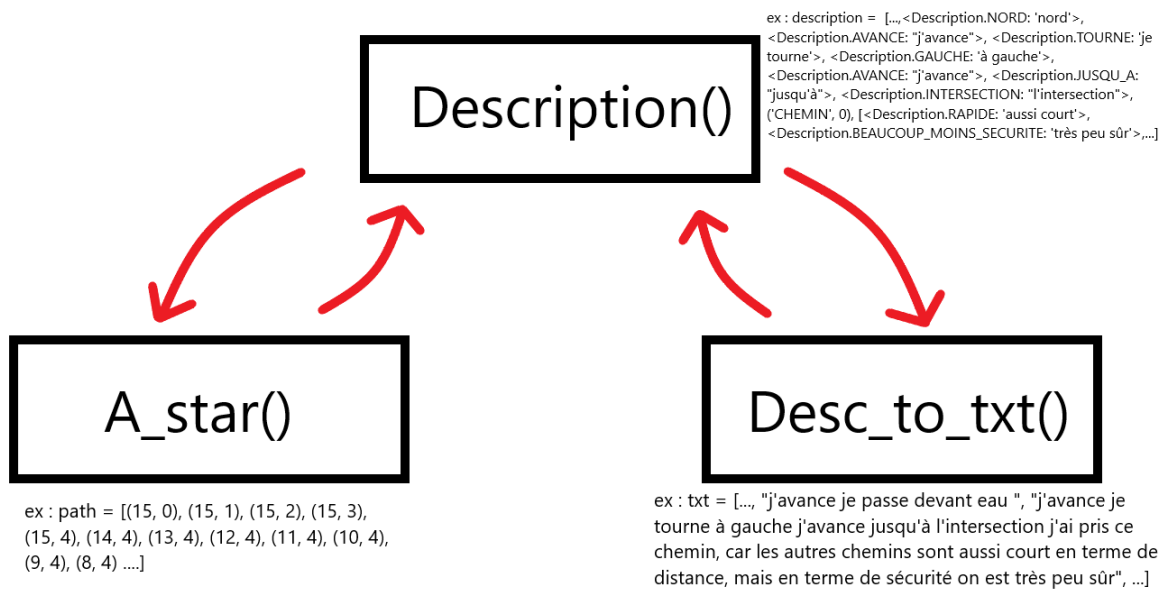 ex : description =  [...,<Description.NORD: 'nord'>,
<Description.AVANCE: "j'avance">, <Description.TOURNE: 'je
tourne'>, <Description.GAUCHE: 'à gauche'>,
<Description.AVANCE: "j'avance">, <Description.JUSQU_A:
"jusqu'à">, <Description.INTERSECTION: "l'intersection">,
('CHEMIN', 0), [<Description.RAPIDE: 'aussi court'>,
<Description.BEAUCOUP_MOINS_SECURITE: 'très peu sûr'>,...]
Description()
A_star()
ex : path = [(15, 0), (15, 1), (15, 2), (15, 3),
(15, 4), (14, 4), (13, 4), (12, 4), (11, 4), (10, 4),
(9, 4), (8, 4) ....]
Desc_to_txt()
ex : txt = [..., "j'avance je passe devant eau ", "j'avance je
tourne à gauche j'avance jusqu'à l'intersection j'ai pris ce
chemin, car les autres chemins sont aussi court en terme de
distance, mais en terme de sécurité on est très peu sûr", ...]